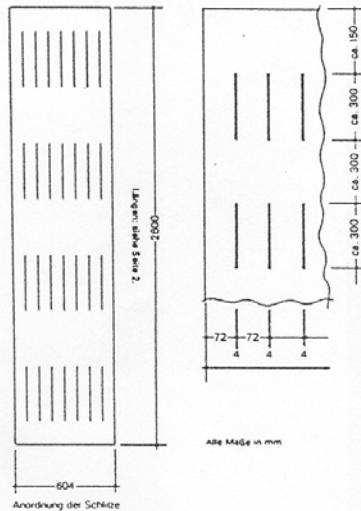 ca. 150
ca. 300
ca. 300
ca. 300
Längen: siehe Seite 2.
2600
72 72
4 4 4
Alle Maße in mm
604
Anordnung der Schlitze